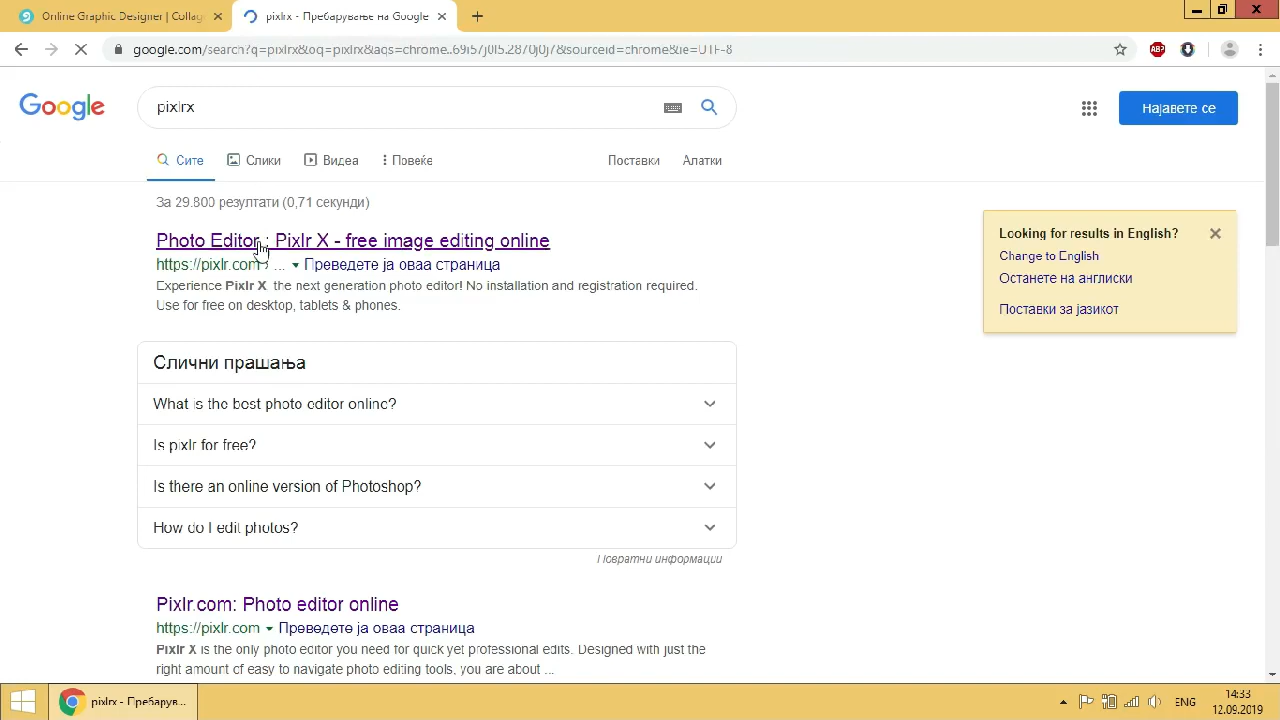 Online Graphic Designer | Collag
pixlrx - Пребарување на Google
google.com/search?q=pixlrx&oq=pixlrx&aqs=chrome..69i57j0l5.2870j0j7&sourceid=chrome&ie=UTF-8
ABP
Google
pixlrx
Најавете се
Сите
Слики
Видеа
Повеќе
Поставки
Алатки
За 29.800 резултати (0,71 секунди)
Photo Editor : Pixlr X - free image editing online
https://pixlr.com › ... Преведете ја оваа страница
Experience Pixlr X, the next generation photo editor! No installation and registration required.
Use for free on desktop, tablets & phones.
Looking for results in English?
Change to English
Останете на англиски
Поставки за јазикот
Слични прашања
What is the best photo editor online?
Is pixlr for free?
Is there an online version of Photoshop?
How do I edit photos?
Повратни информации
Pixlr.com: Photo editor online
https://pixlr.com Преведете ја оваа страница
Pixlr X is the only photo editor you need for quick yet professional edits. Designed with just the
right amount of easy to navigate photo editing tools, you are about ...
pixlrx - Пребарув...
ENG
14:33
12.09.2019